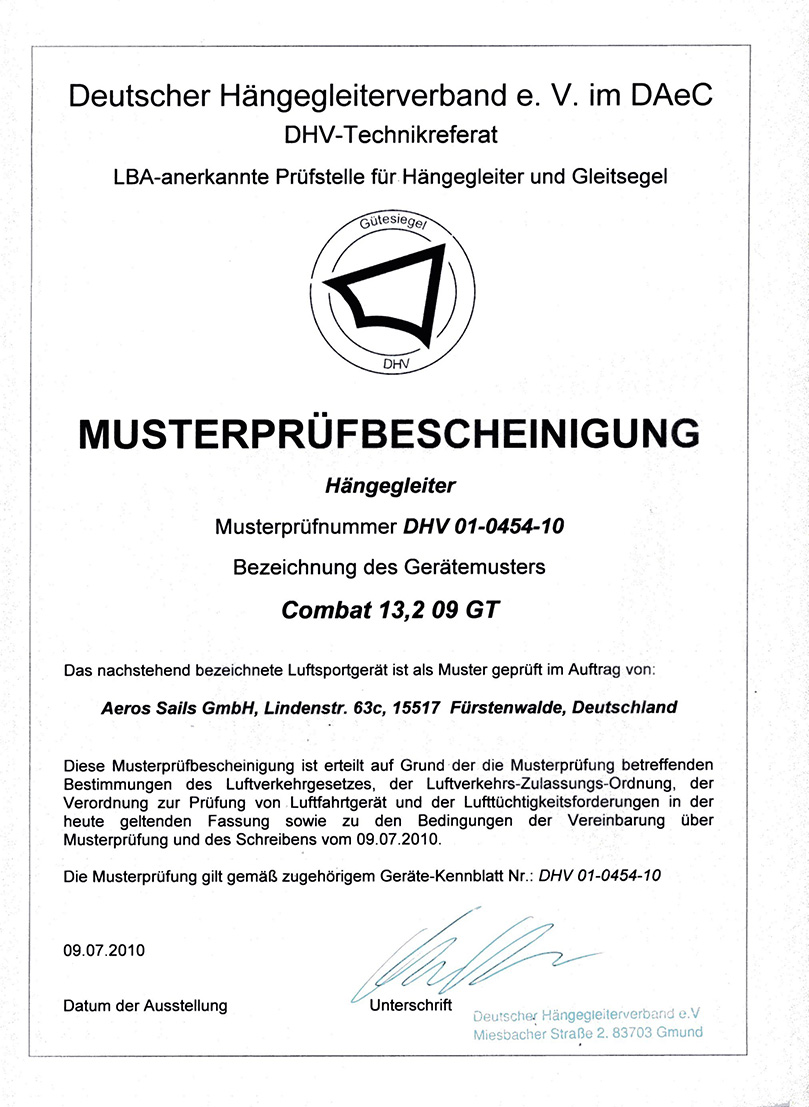 Deutscher Hängegleiterverband e. V. im DAeC
DHV-Technikreferat
LBA-anerkannte Prüfstelle für Hängegleiter und Gleitsegel
Gütesiegel
DHV
MUSTERPRÜFBESCHEINIGUNG
Hängegleiter
Musterprüfnummer DHV 01-0454-10
Bezeichnung des Gerätemusters
Combat 13,2 09 GT
Das nachstehend bezeichnete Luftsportgerät ist als Muster geprüft im Auftrag von:
Aeros Sails GmbH, Lindenstr. 63c, 15517 Fürstenwalde, Deutschland
Diese Musterprüfbescheinigung ist erteilt auf Grund der die Musterprüfung betreffenden
Bestimmungen des Luftverkehrgesetzes, der Luftverkehrs-Zulassungs-Ordnung, der
Verordnung zur Prüfung von Luftfahrtgerät und der Lufttüchtigkeitsforderungen in der
heute geltenden Fassung sowie zu den Bedingungen der Vereinbarung über
Musterprüfung und des Schreibens vom 09.07.2010.
Die Musterprüfung gilt gemäß zugehörigem Geräte-Kennblatt Nr.: DHV 01-0454-10
09.07.2010
Datum der Ausstellung
Unterschrift
Deutscher Hängegleiterverband e.V
Miesbacher Straße 2, 83703 Gmund